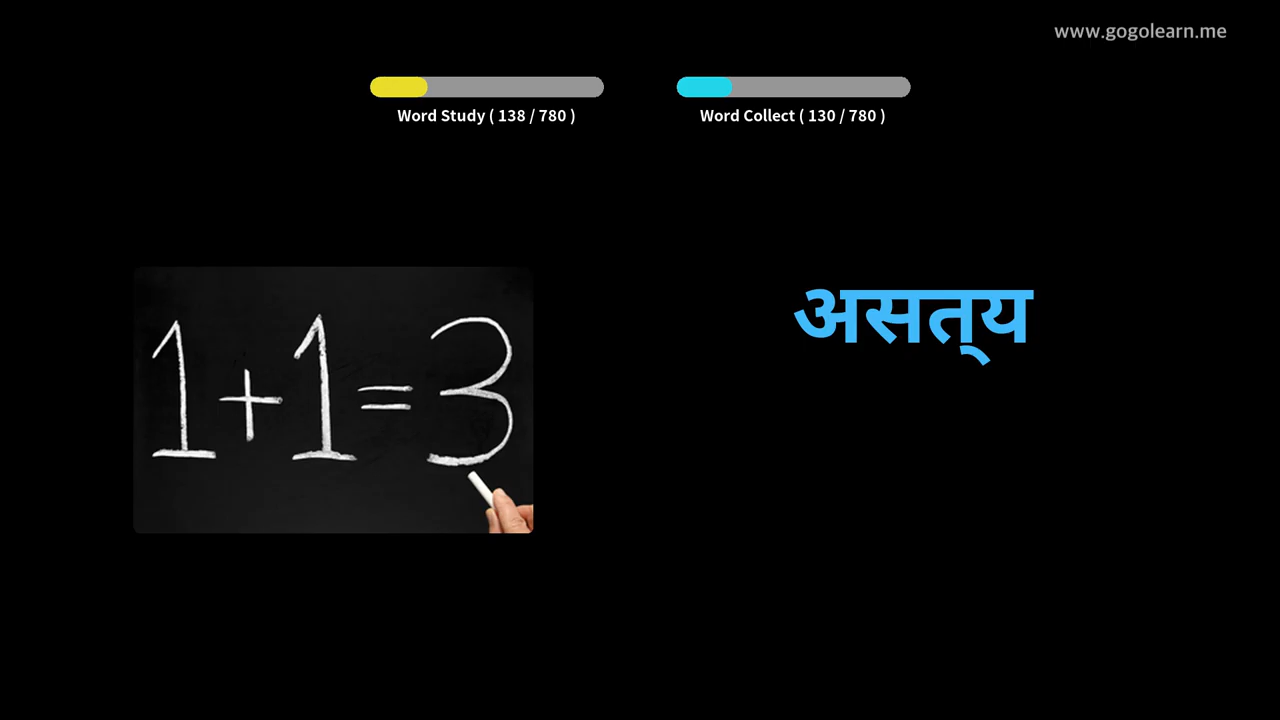 www.gogolearn.me
Word Study ( 138 / 780 )
Word Collect ( 130 / 780 )
असत्‌य
1+1=3